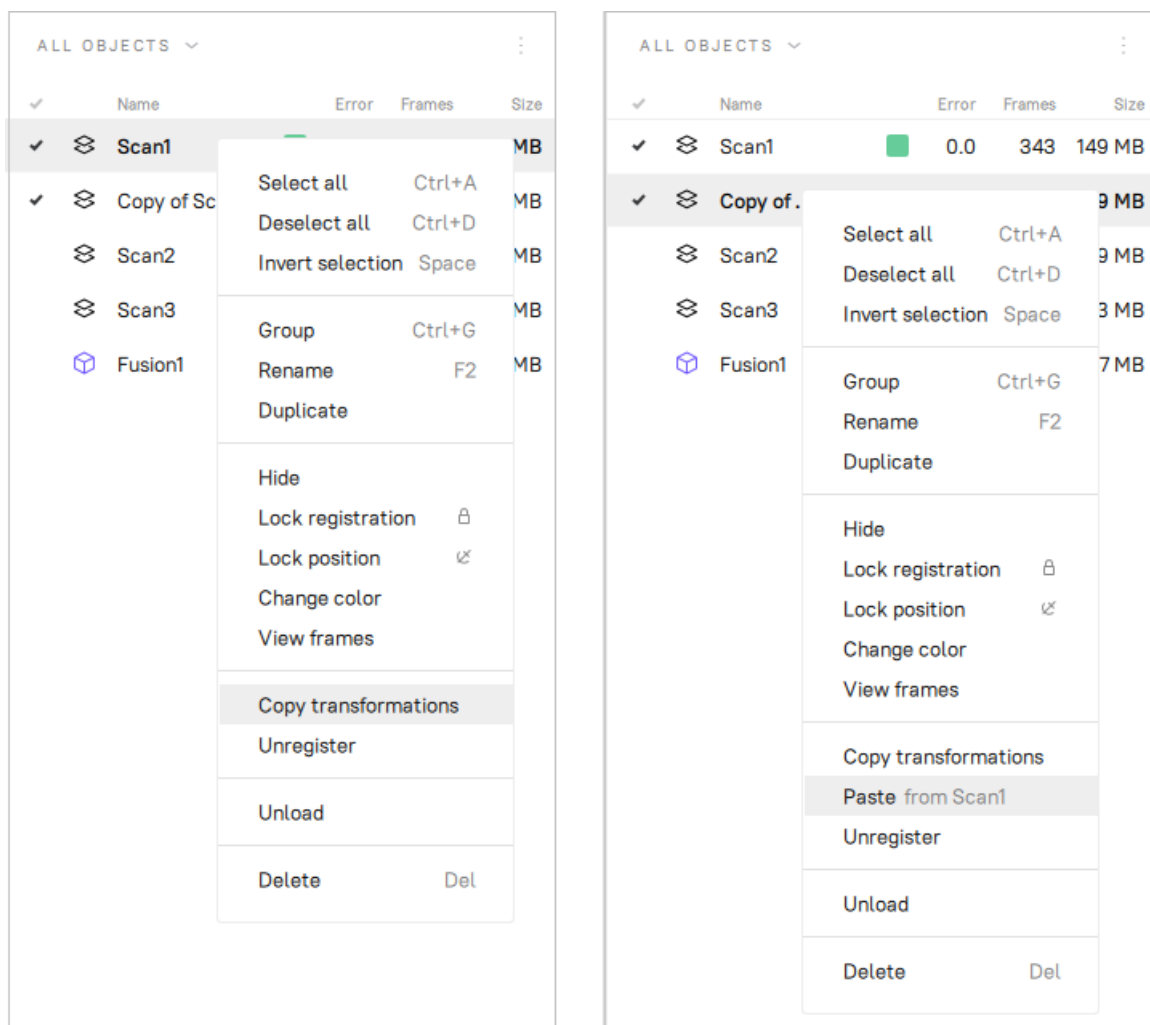 ALL OBJECTS
Name Error Frames Size
Scan1 MB
Copy of Sc MB
Scan2 MB
Scan3 MB
Fusion1 MB
Select all Ctrl+A
Deselect all Ctrl+D
Invert selection Space
Group Ctrl+G
Rename F2
Duplicate
Hide
Lock registration
Lock position
Change color
View frames
Copy transformations
Unregister
Unload
Delete Del
ALL OBJECTS
Name Error Frames Size
Scan1 0.0 343 149 MB
Copy of . 9 MB
Scan2 9 MB
Scan3 3 MB
Fusion1 7 MB
Select all Ctrl+A
Deselect all Ctrl+D
Invert selection Space
Group Ctrl+G
Rename F2
Duplicate
Hide
Lock registration
Lock position
Change color
View frames
Copy transformations
Paste from Scan1
Unregister
Unload
Delete Del